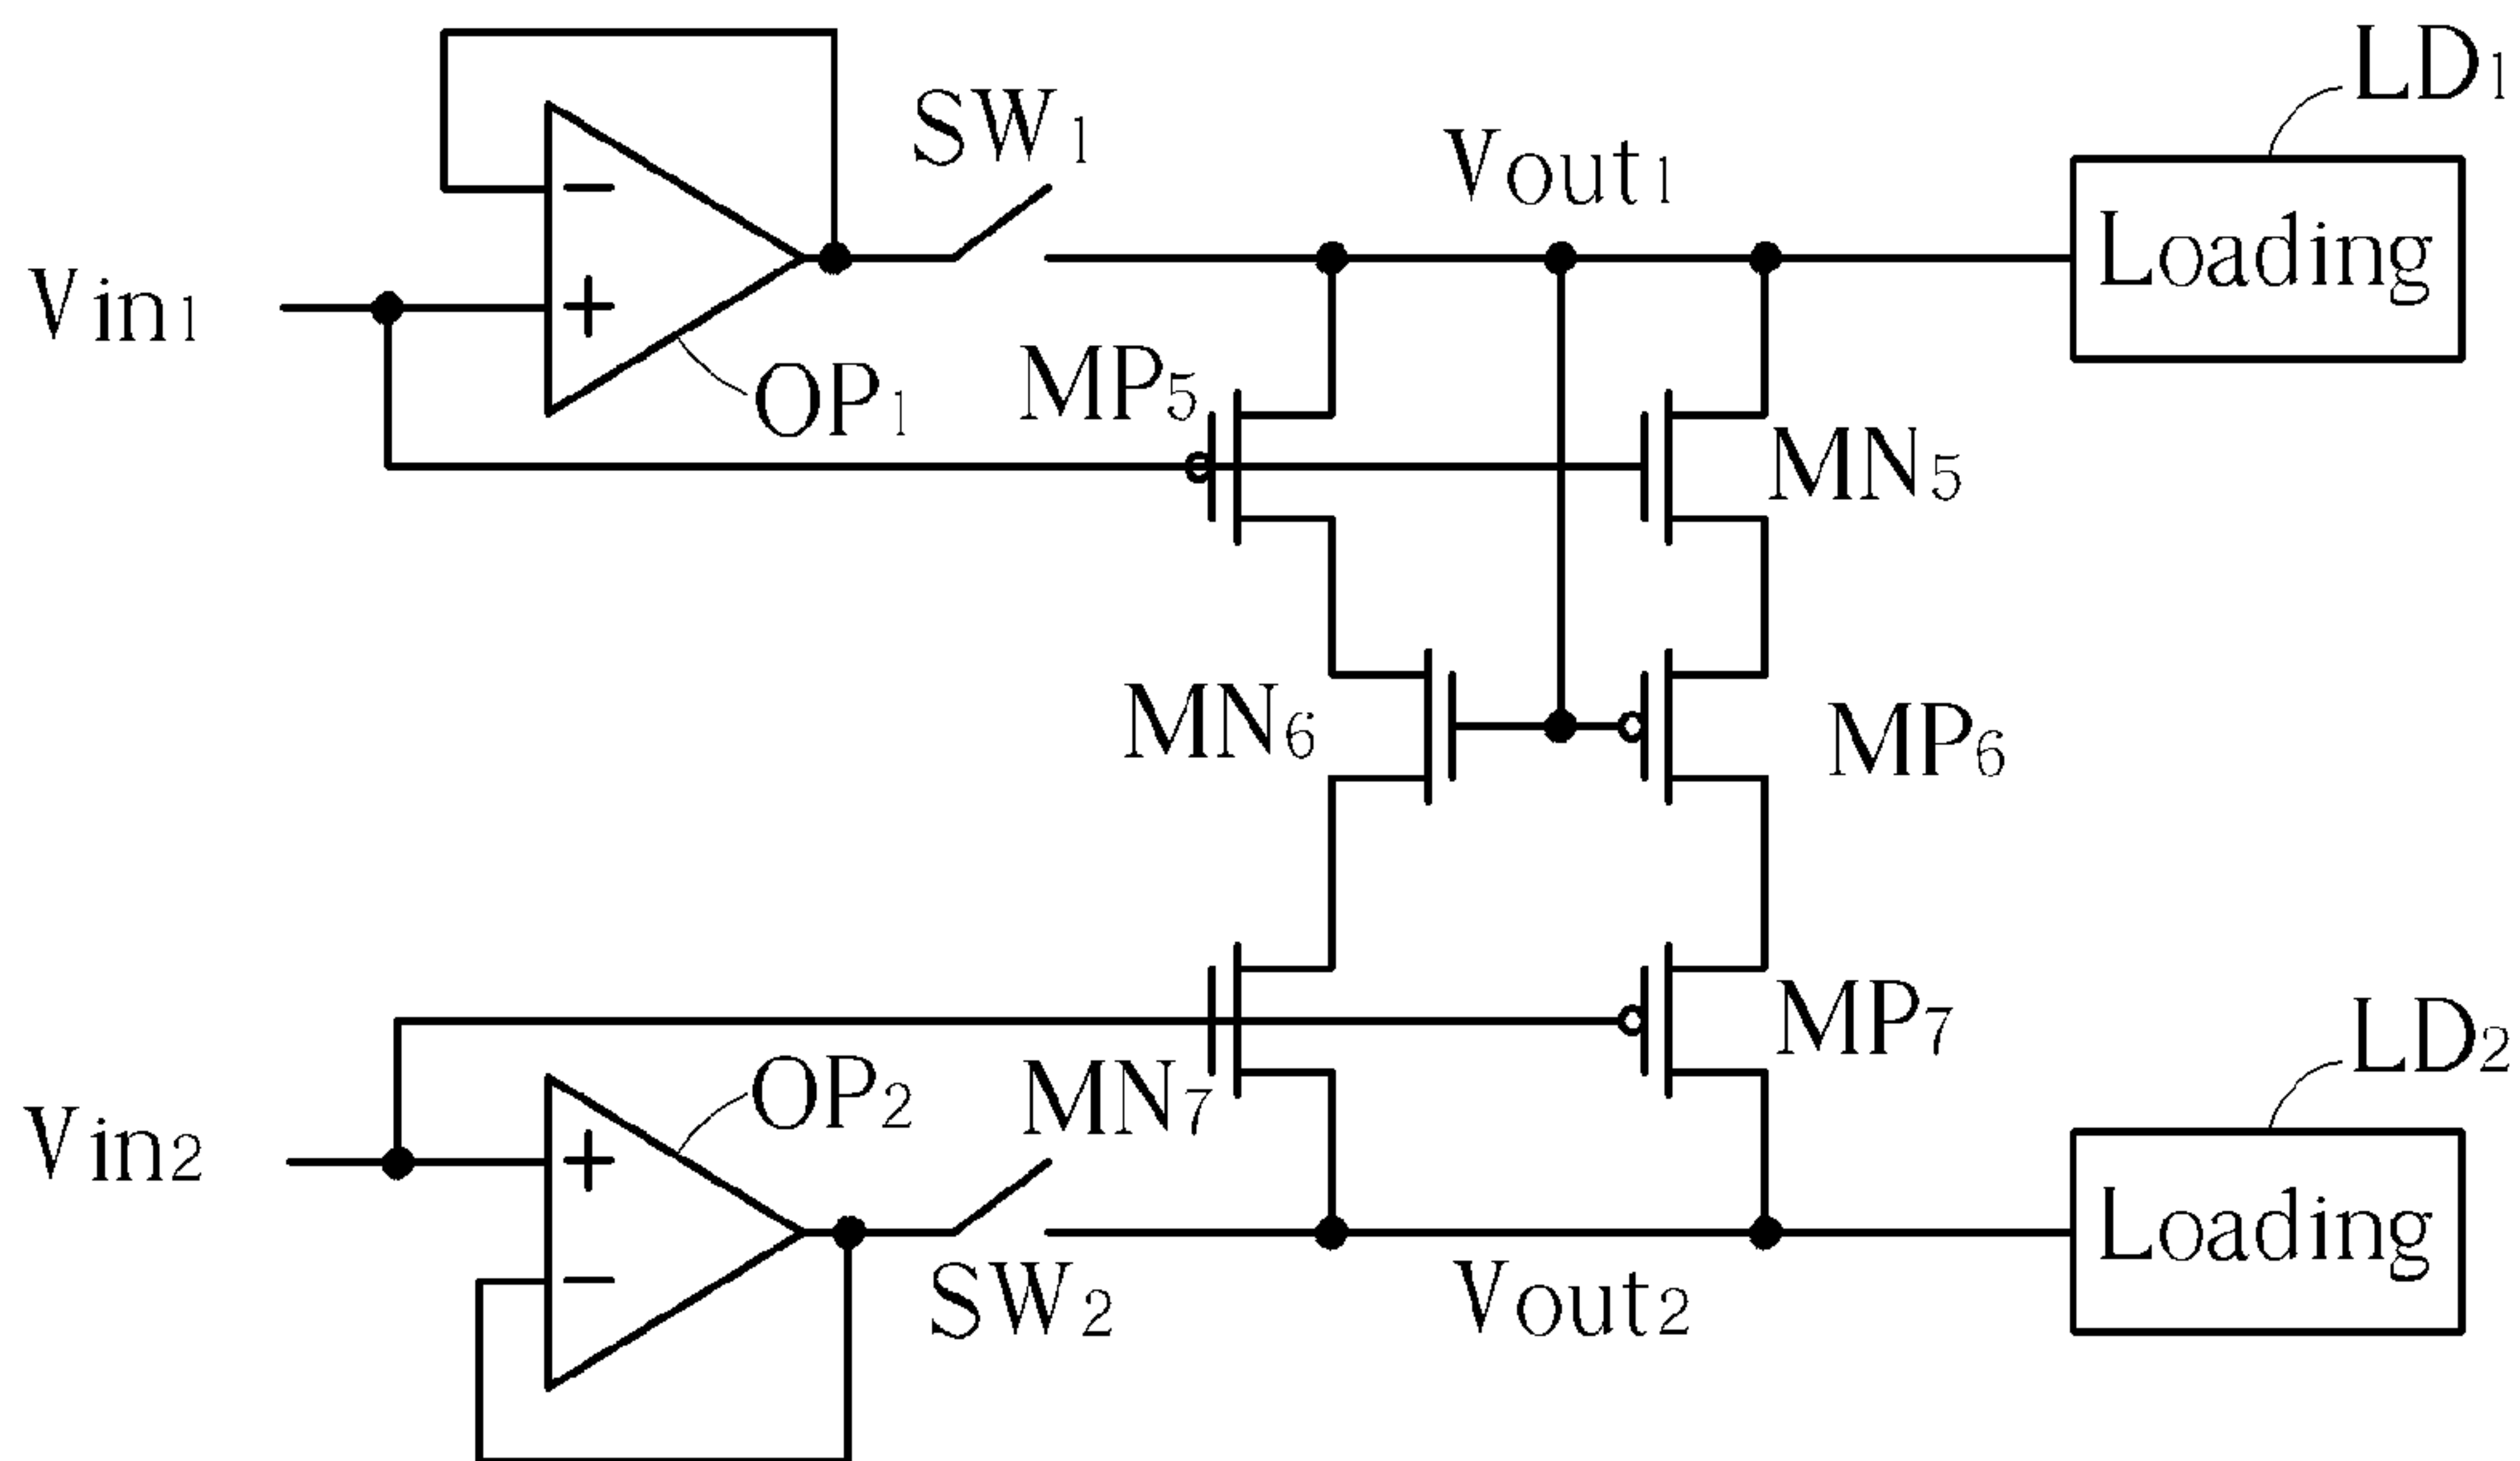 LD1
SW1
Vout1
Loading
−
+
Vin1
OP1
MP5
MN5
MN6
MP6
MP7
LD2
OP2
MN7
Vin2
+
−
SW2
Vout2
Loading